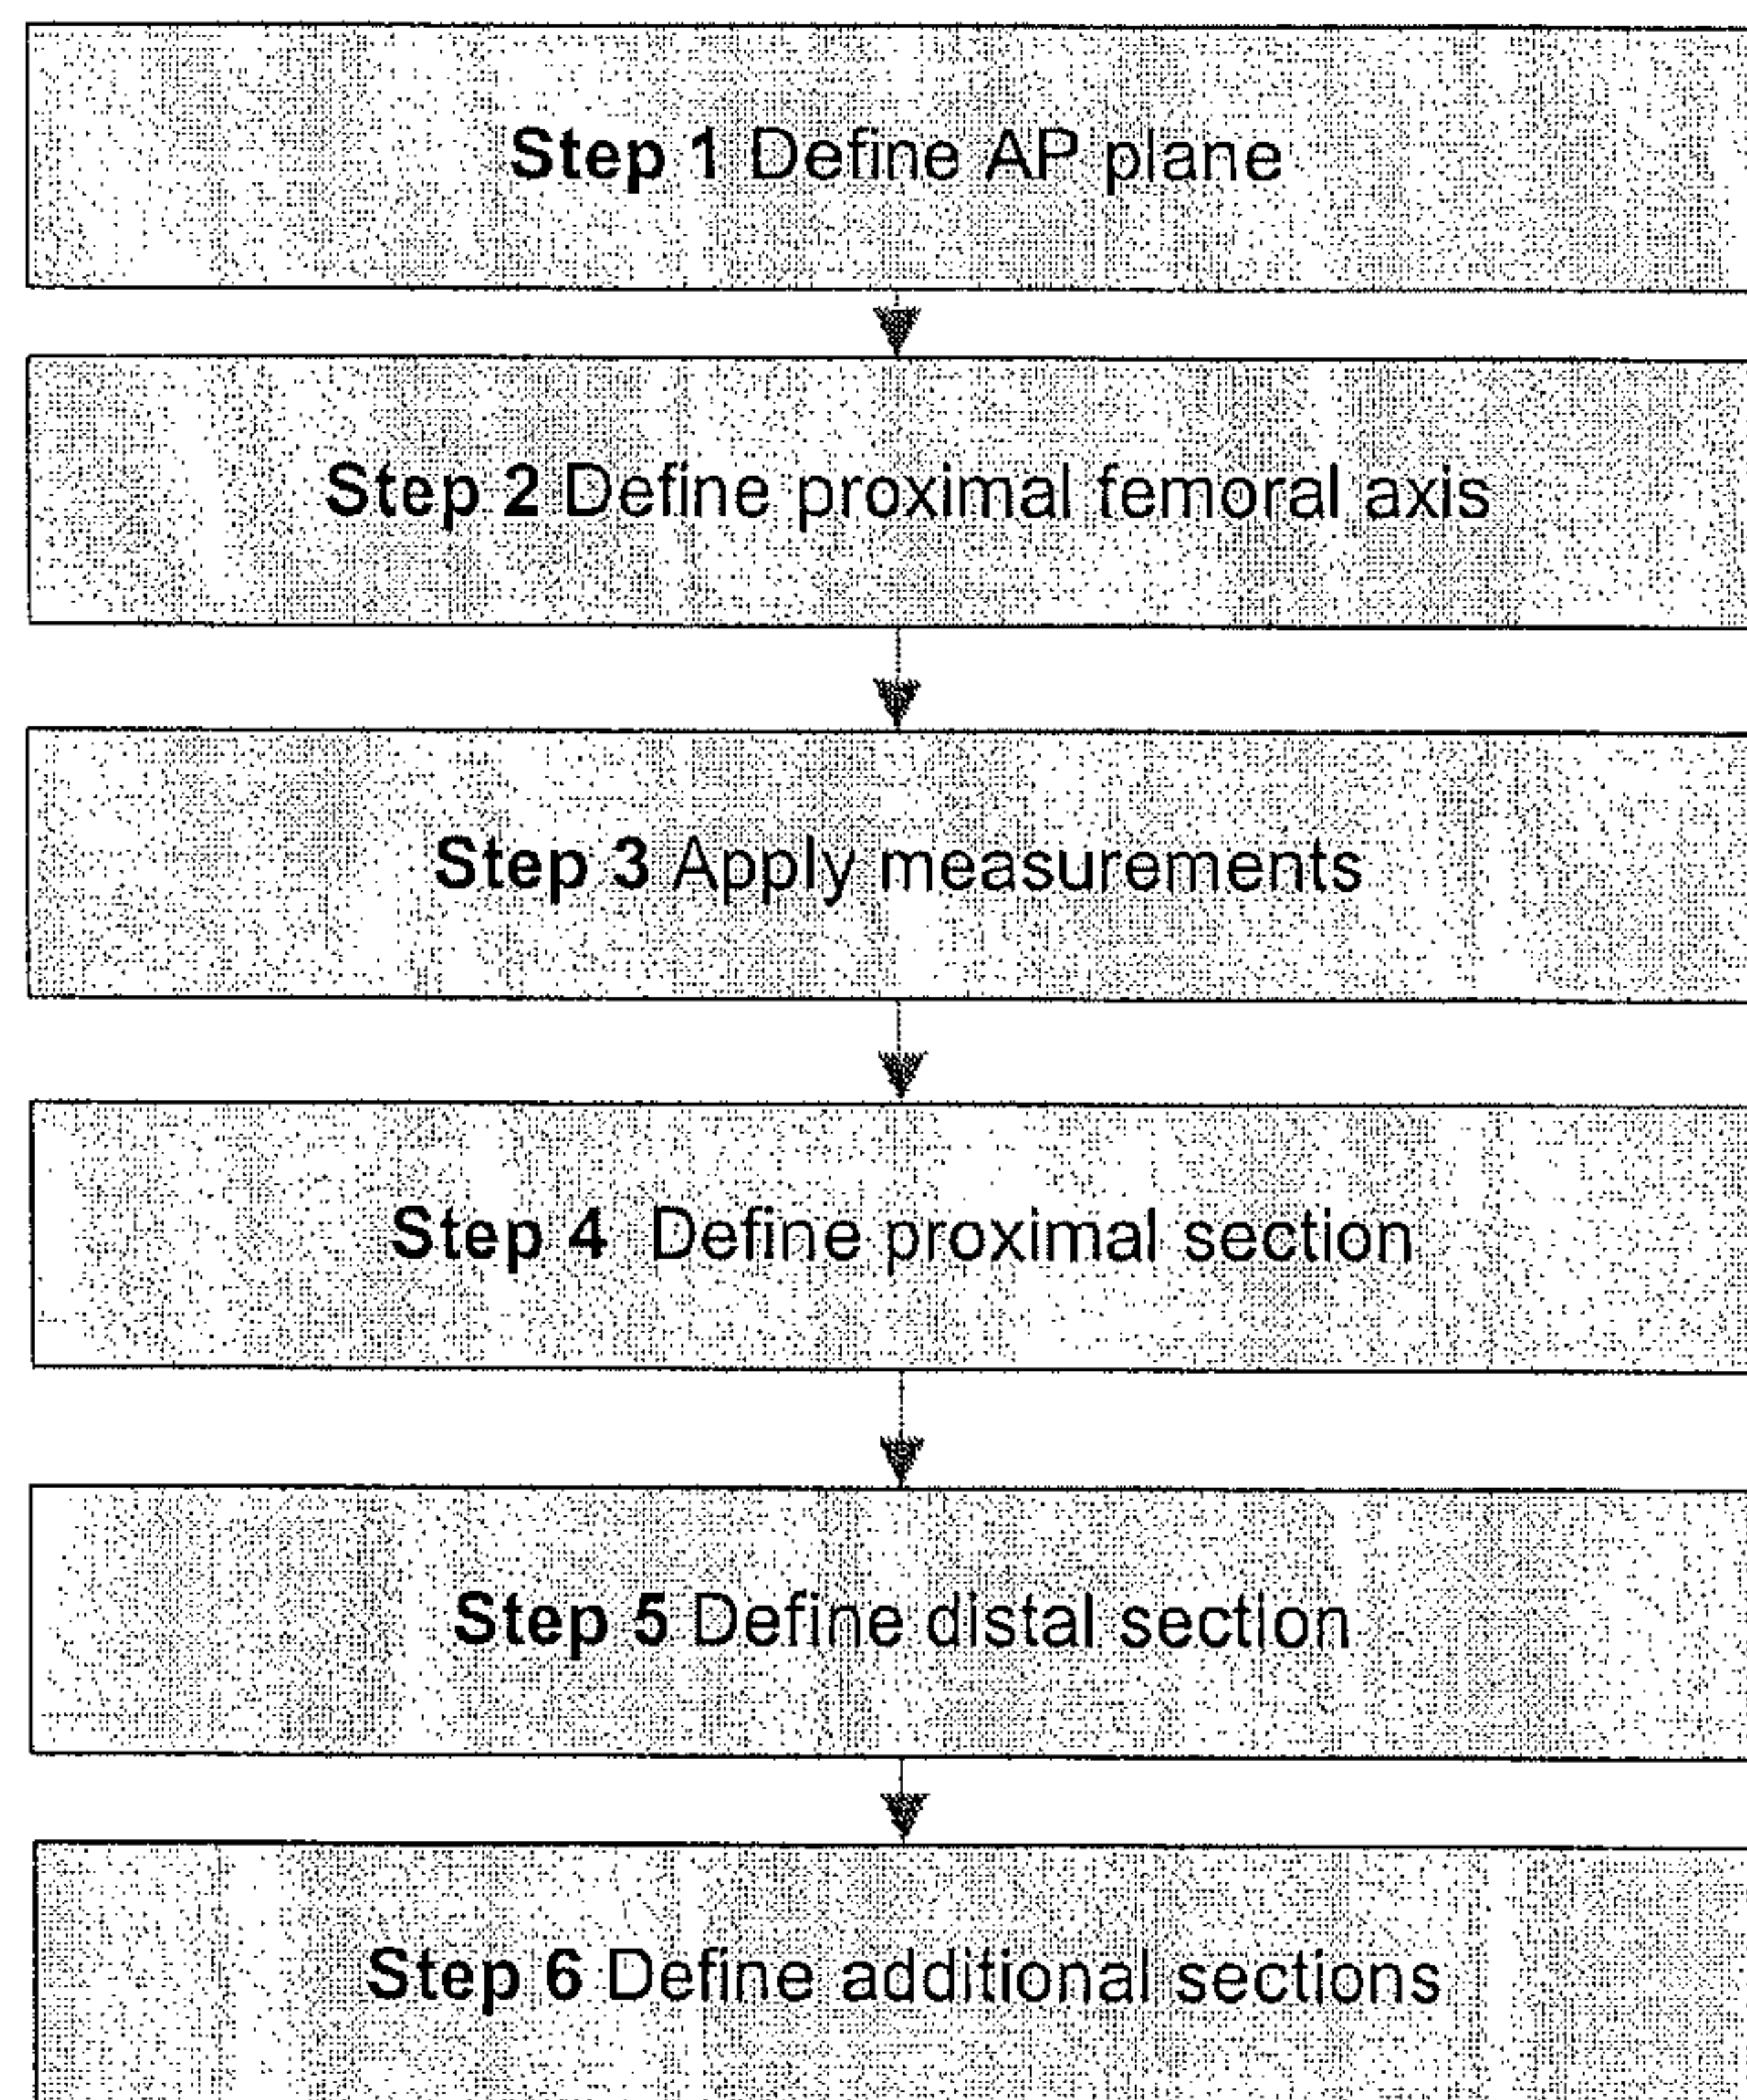 Step 1 Define AP plane
Step 2 Define proximal femoral axis
Step 3 Apply measurements
Step 4 Define proximal section
Step 5 Define distal section
Step 6 Define additional sections